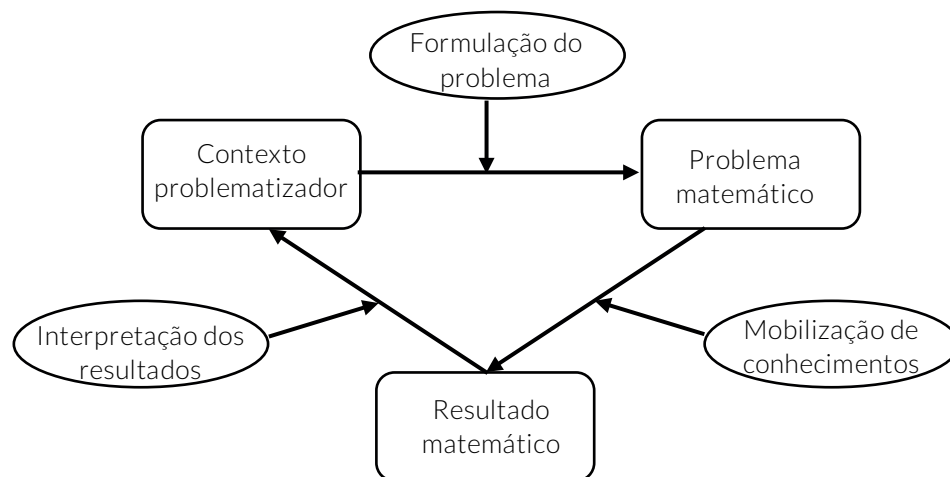 Formulação do
problema
Contexto
problematizador
Problema
matemático
Interpretação dos
resultados
Mobilização de
conhecimentos
Resultado
matemático